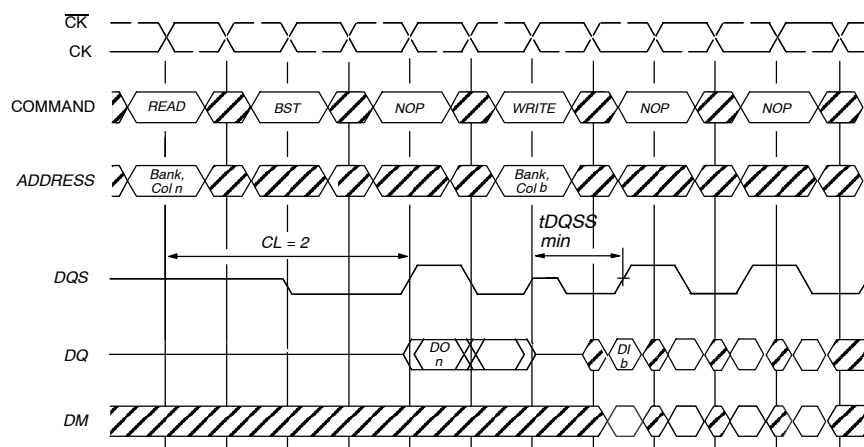 CK
CK
COMMAND
READ
BST
NOP
WRITE
NOP
NOP
ADDRESS
Bank,
Col n
Bank,
Col b
tDQSS
min
CL = 2
DQS
DQ
DO
n
DI
b
DM